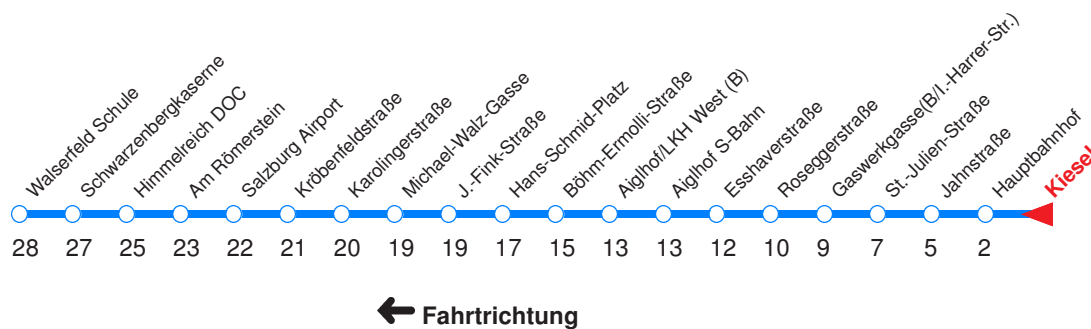 Walserfeld Schule
Schwarzenbergkaserne
Himmelreich DOC
Am Römerstein
Salzburg Airport
Kröbenfeldstraße
Karolingerstraße
Michael-Walz-Gasse
J.-Fink-Straße
Hans-Schmid-Platz
Böhm-Ermolli-Straße
Aiglhof/LKH West (B)
Aiglhof S-Bahn
Esshaverstraße
Roseggerstraße
Gaswerkgasse(B/I.-Harrer-Str.)
St.-Julien-Straße
Jahnstraße
Hauptbahnhof
Kiesel
28 27 25 23 22 21 20 19 19 17 15 13 13 12 10 9 7 5 2
Fahrtrichtung